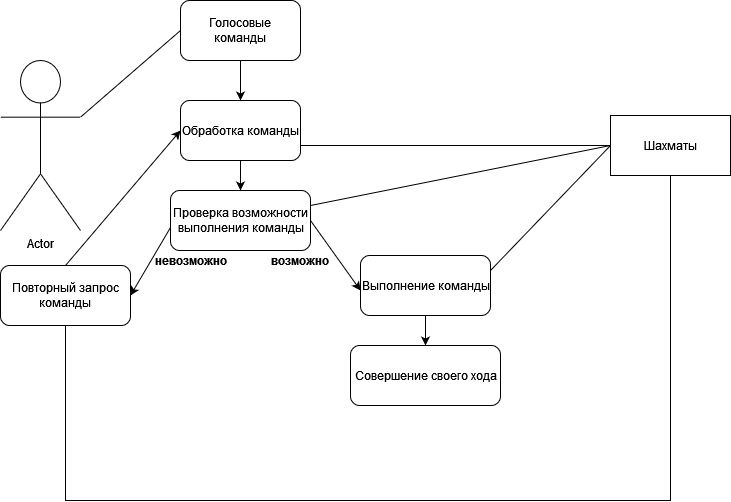 Голосовые
команды
Обработка команды
Шахматы
Проверка возможности
выполнения команды
Actor
невозможно
возможно
Повторный запрос
команды
Выполнение команды
Совершение своего хода